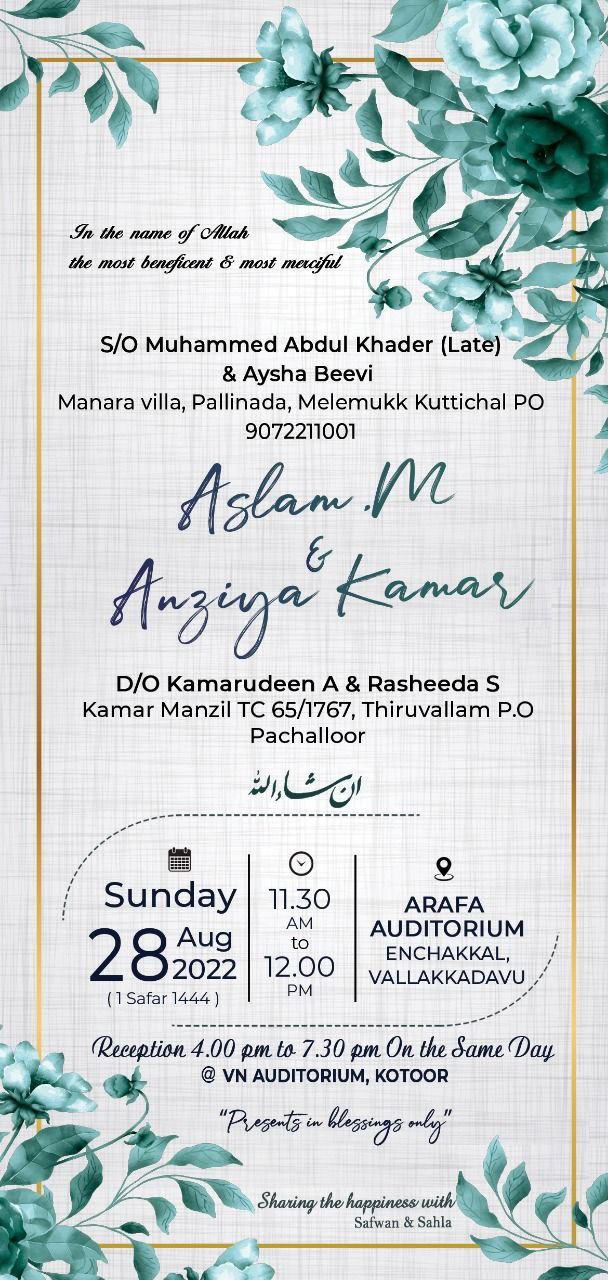 In the name of Allah
the most beneficent & most merciful
S/O Muhammed Abdul Khader (Late)
& Aysha Beevi
Manara villa, Pallinada, Melemukk Kuttichal PO
9072211001
Aslam .M
&
Anziya Kamar
D/O Kamarudeen A & Rasheeda S
Kamar Manzil TC 65/1767, Thiruvallam P.O
Pachalloor
ان شاءالله
Sunday
28 Aug
2022
( 1 Safar 1444 )
11.30
AM
to
12.00
PM
ARAFA
AUDITORIUM
ENCHAKKAL,
VALLAKKADAVU
Reception 4.00 pm to 7.30 pm On the Same Day
@ VN AUDITORIUM, KOTOOR
“Presents in blessings only”
Sharing the happiness with
Safwan & Sahla